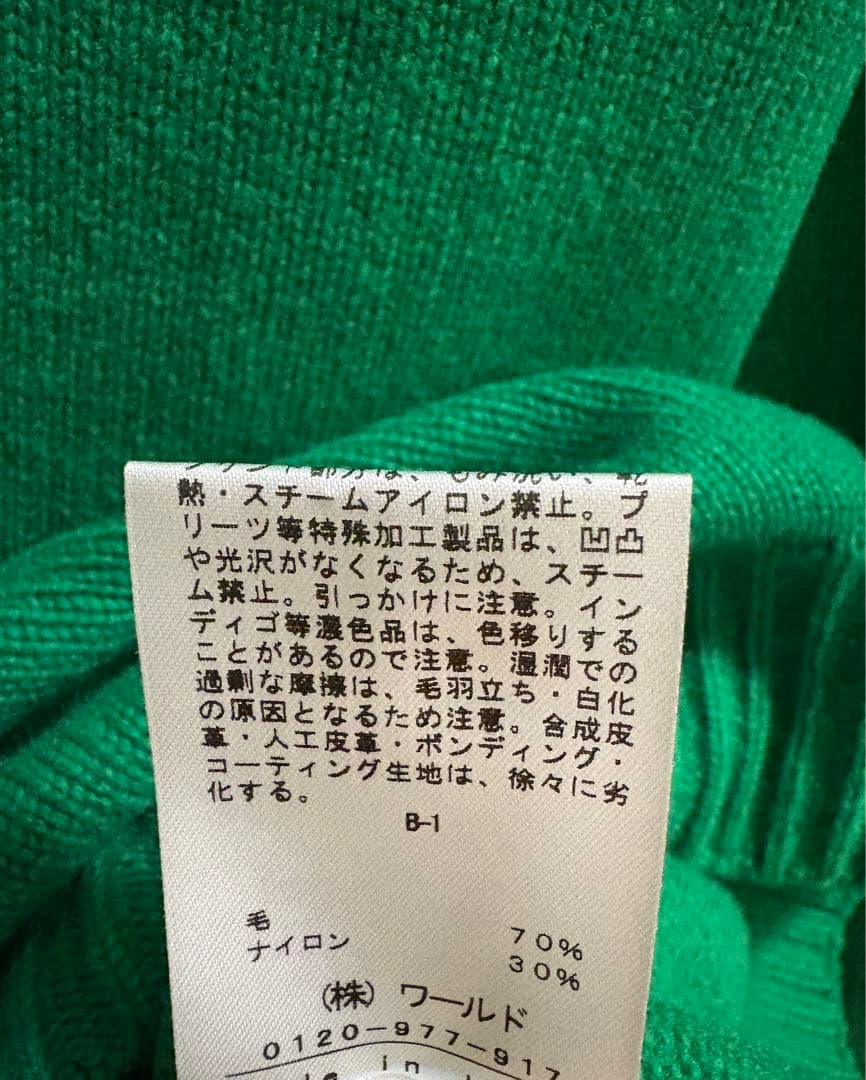 熱・スチームアイロン禁止。プ
リーツ等特殊加工製品は、凹凸
や光沢がなくなるため、スチー
ム禁止。引っかけに注意。イン
ディゴ等濃色品は、色移りする
ことがあるので注意。湿潤での
過剰な摩擦は、毛羽立ち・白化
の原因となるため注意。合成皮
革・人工皮革・ボンディング・
コーティング生地は、徐々に劣
化する。
B-1
毛 70%
ナイロン 30%
(株) ワールド
0120-977-917
in